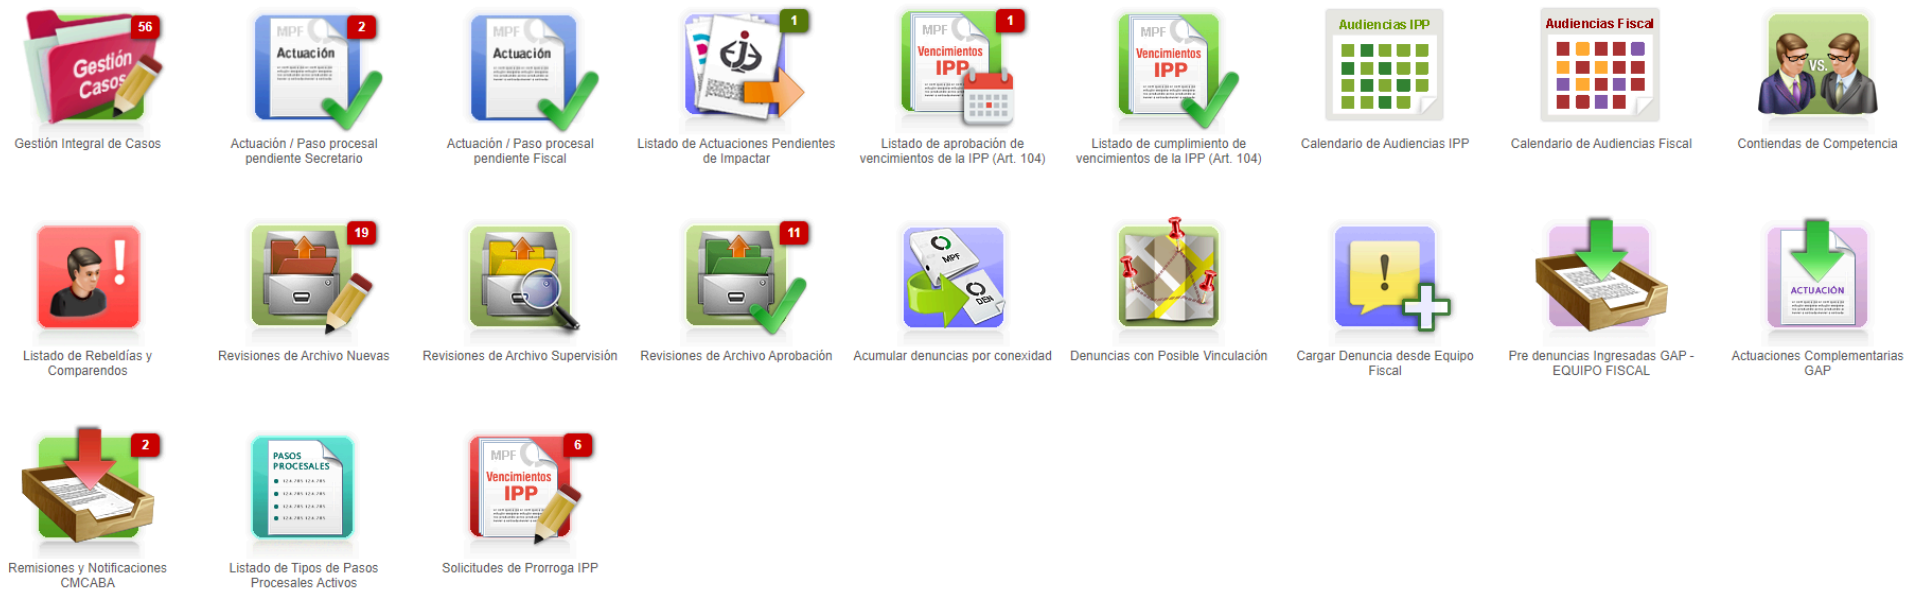 56
Gestión
Casos
Gestión Integral de Casos
2
MPF
Actuación
Actuación / Paso procesal
pendiente Secretario
MPF
Actuación
Actuación / Paso procesal
pendiente Fiscal
1
EJE
Listado de Actuaciones Pendientes
de Impactar
1
MPF
Vencimientos
IPP
Listado de aprobación de
vencimientos de la IPP (Art. 104)
MPF
Vencimientos
IPP
Listado de cumplimiento de
vencimientos de la IPP (Art. 104)
Audiencias IPP
Calendario de Audiencias IPP
Audiencias Fiscal
Calendario de Audiencias Fiscal
VS.
Contiendas de Competencia
!
Listado de Rebeldías y
Comparendos
19
Revisiones de Archivo Nuevas
Revisiones de Archivo Supervisión
11
Revisiones de Archivo Aprobación
MPF
DEN
Acumular denuncias por conexidad
Denuncias con Posible Vinculación
!
Cargar Denuncia desde Equipo
Fiscal
Pre denuncias Ingresadas GAP -
EQUIPO FISCAL
ACTUACIÓN
Actuaciones Complementarias
GAP
2
Remisiones y Notificaciones
CMCABA
PASOS
PROCESALES
Listado de Tipos de Pasos
Procesales Activos
6
MPF
Vencimientos
IPP
Solicitudes de Prorroga IPP